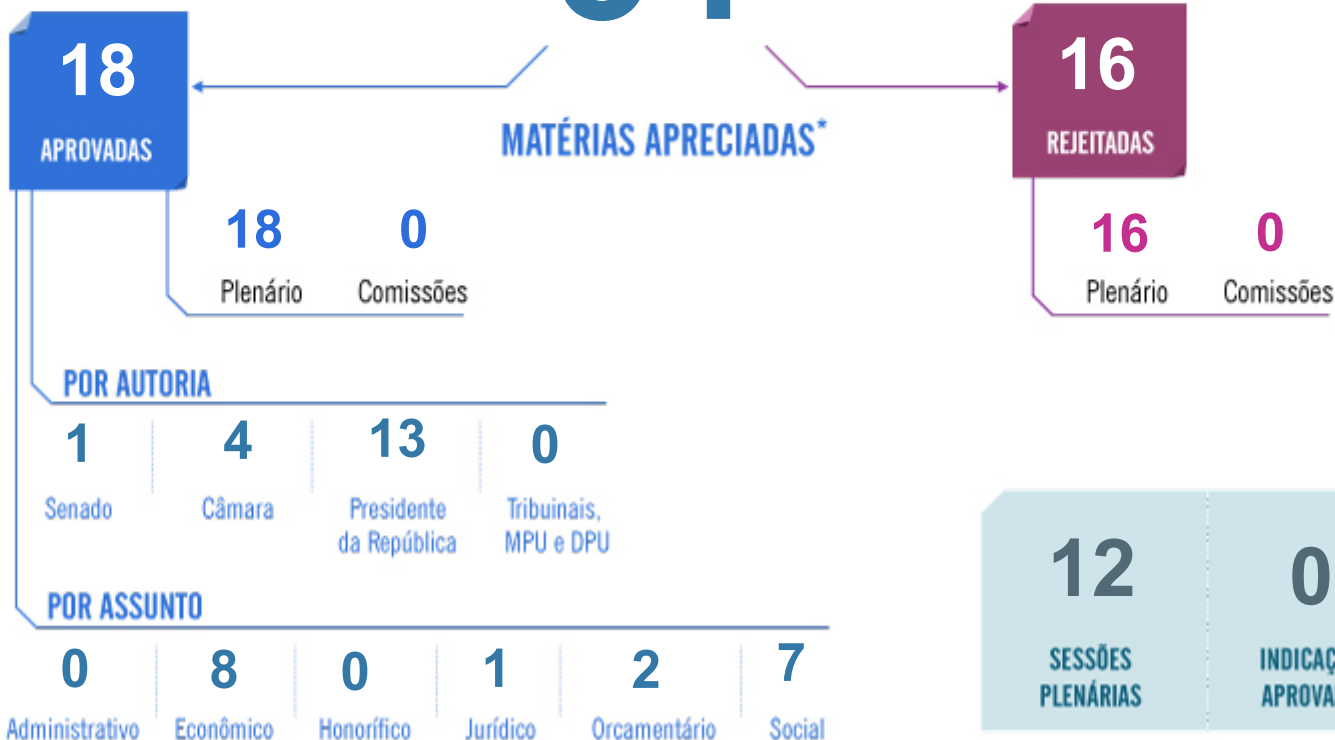 18
APROVADAS
MATÉRIAS APRECIADAS*
16
REJEITADAS
18 0
Plenário Comissões
16 0
Plenário Comissões
POR AUTORIA
1 4 13 0
Senado Câmara Presidente da República Tribuinais, MPU e DPU
POR ASSUNTO
0 8 0 1 2 7
Administrativo Econômico Honorífico Jurídico Orcamentário Social
12
SESSÕES
PLENÁRIAS
0